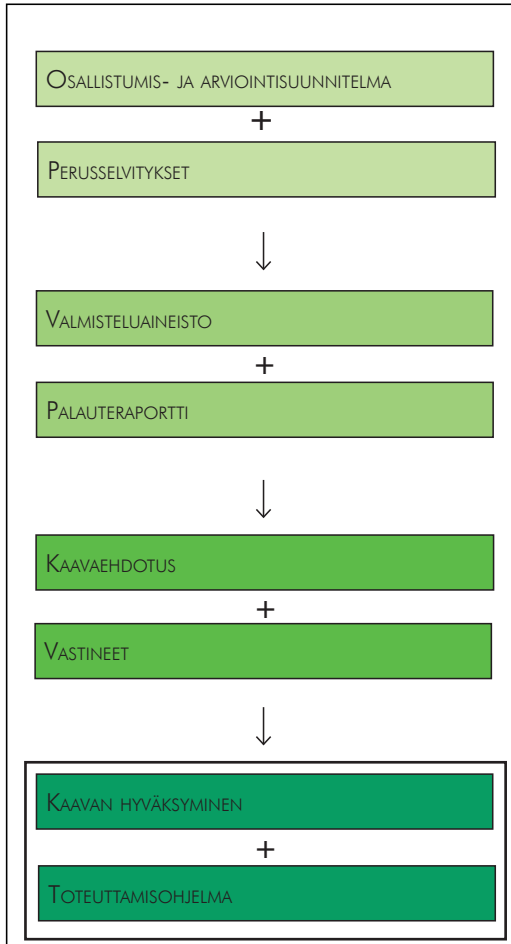 Osallistumis- ja arviointisuunnitelma
+
Perusselvitykset
↓
Valmisteluaineisto
+
Palauteraportti
↓
Kaavaehdotus
+
Vastineet
↓
Kaavan hyväksyminen
+
Toteuttamisohjelma